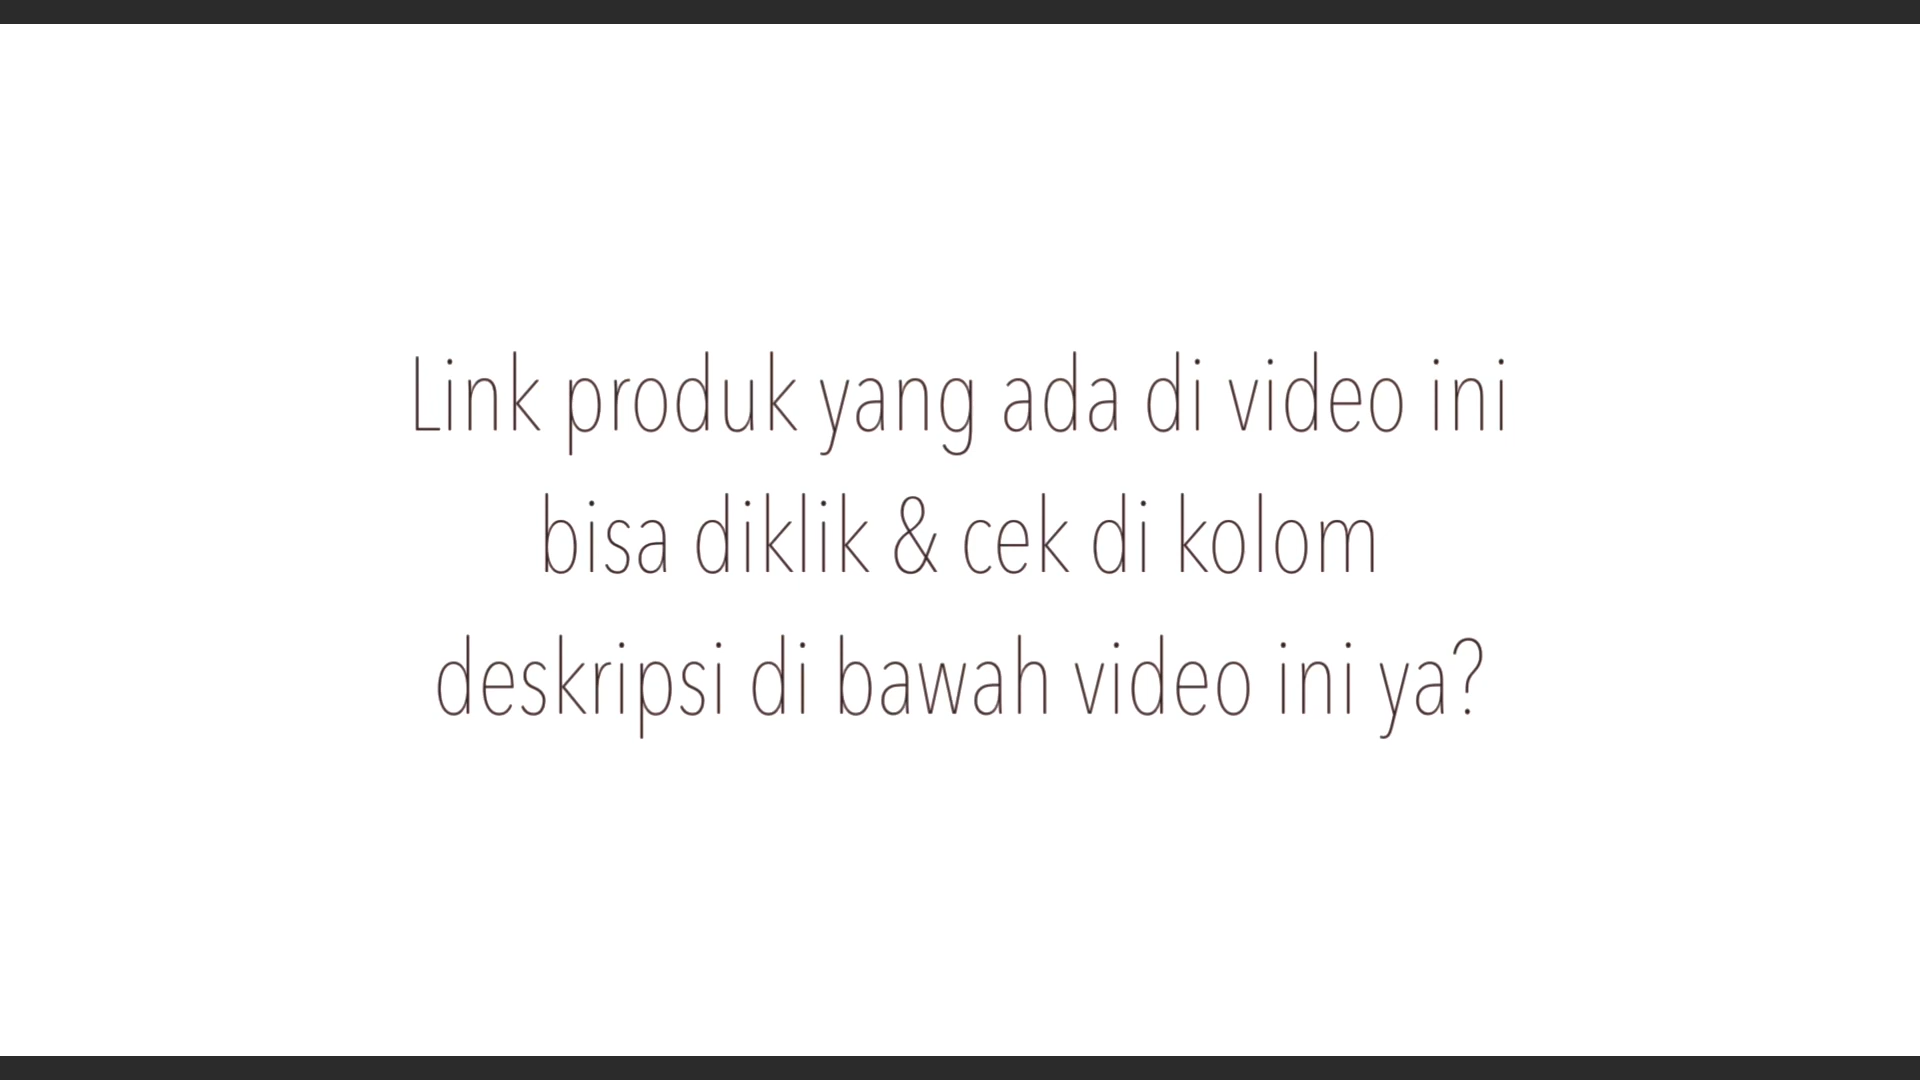 Link produk yang ada di video ini
bisa diklik & cek di kolom
deskripsi di bawah video ini ya?